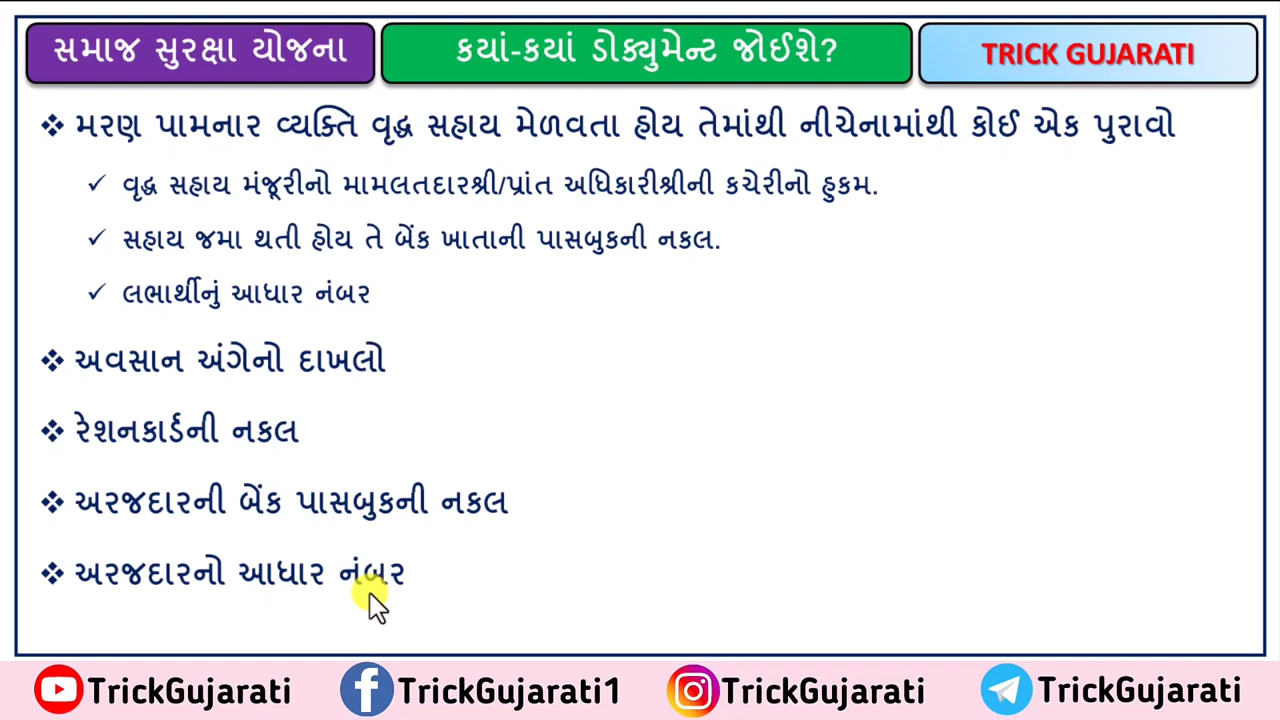 સમાજ સુરક્ષા યોજના
કયાં-કયાં ડોક્યુમેન્ટ જોઈશે?
TRICK GUJARATI
❖ મરણ પામનાર વ્યક્તિ વૃદ્ધ સહાય મેળવતા હોય તેમાંથી નીચેનામાંથી કોઈ એક પુરાવો
✓ વૃદ્ધ સહાય મંજૂરીનો મામલતદારશ્રી/પ્રાંત અધિકારીશ્રીની કચેરીનો હુકમ.
✓ સહાય જમા થતી હોય તે બેંક ખાતાની પાસબુકની નકલ.
✓ લભાર્થીનું આધાર નંબર
❖ અવસાન અંગેનો દાખલો
❖ રેશનકાર્ડની નકલ
❖ અરજદારની બેંક પાસબુકની નકલ
❖ અરજદારનો આધાર નંબર
TrickGujarati
TrickGujarati1
TrickGujarati
TrickGujarati